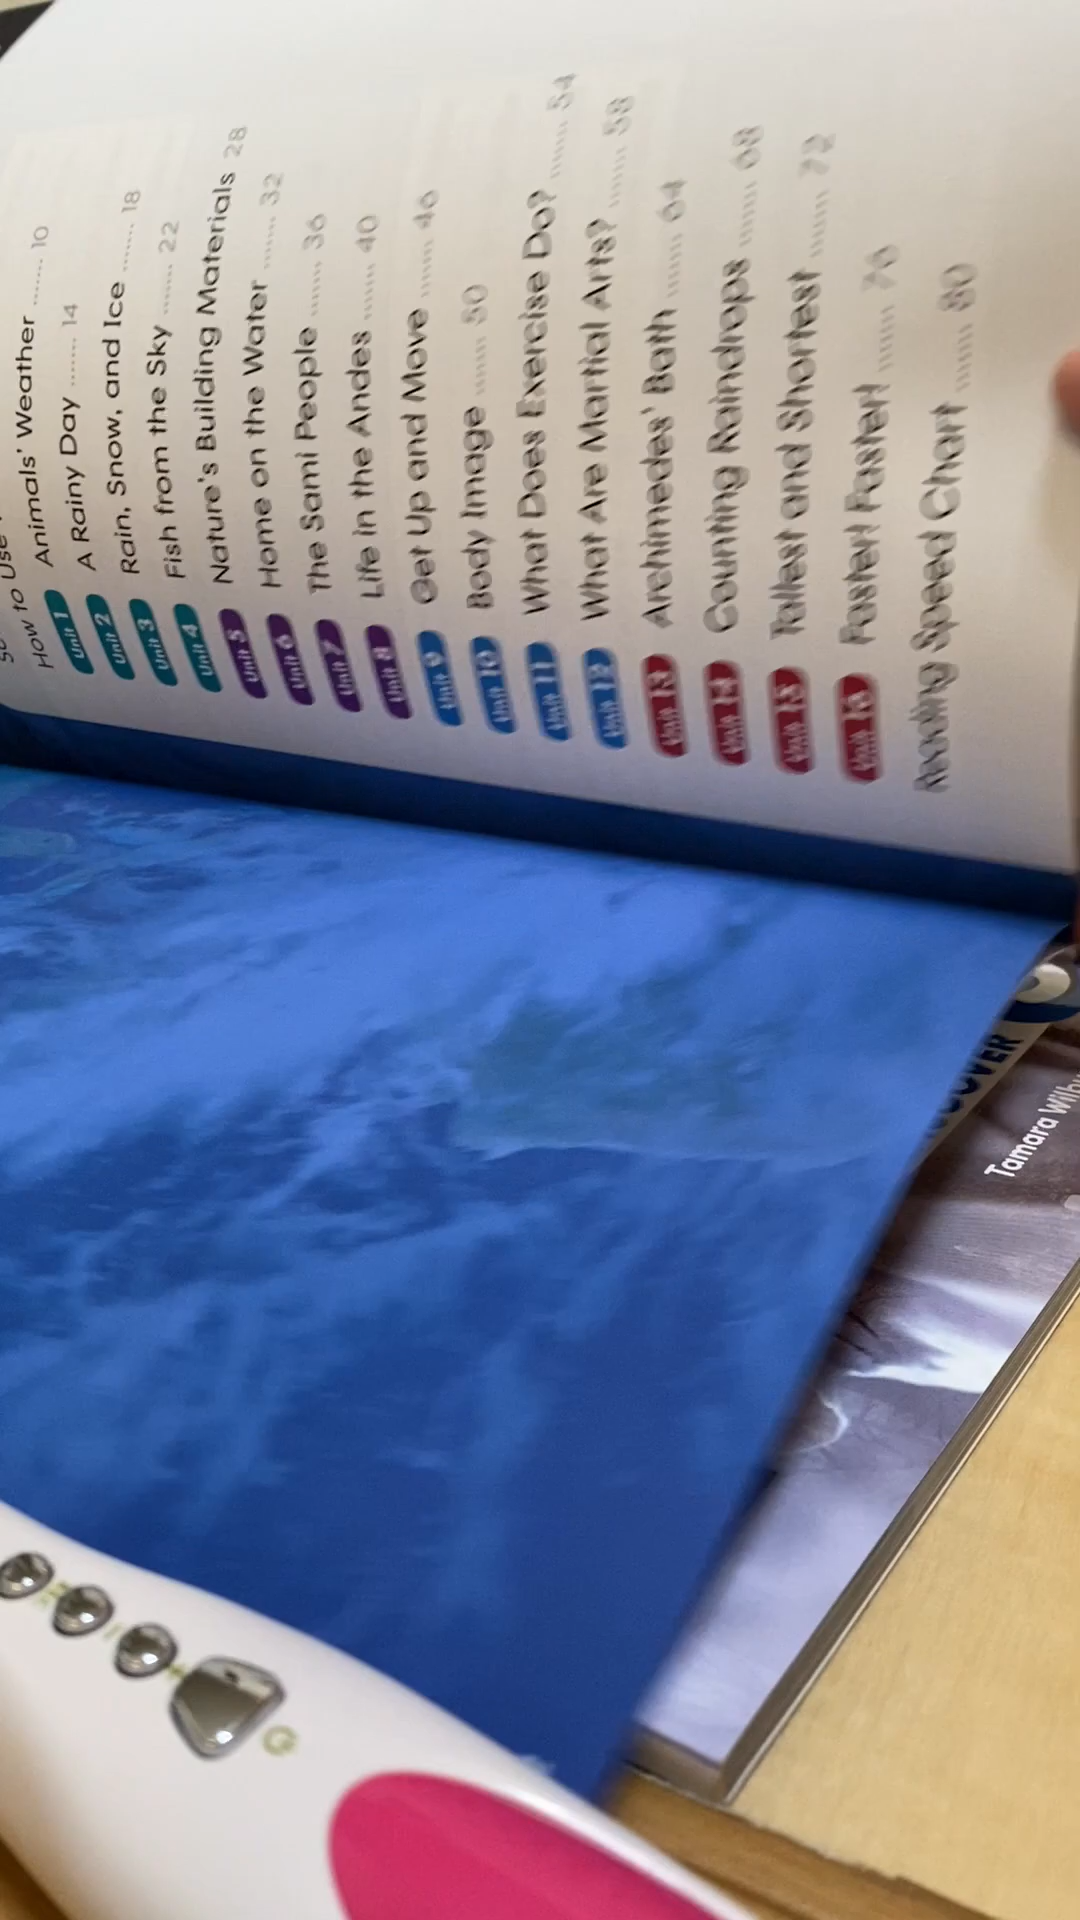 How to Use
Unit 1 Animals' Weather ....... 10
Unit 2 A Rainy Day ....... 14
Unit 3 Rain, Snow, and Ice ....... 18
Unit 4 Fish from the Sky ....... 22
Unit 5 Nature's Building Materials 28
Unit 6 Home on the Water ....... 32
Unit 7 The Sami People ....... 36
Unit 8 Life in the Andes ....... 40
Unit 9 Get Up and Move ....... 46
Unit 10 Body Image ....... 50
Unit 11 What Does Exercise Do? ....... 54
Unit 12 What Are Martial Arts? ....... 58
Unit 13 Archimedes' Bath ....... 64
Unit 14 Counting Raindrops ....... 68
Unit 15 Tallest and Shortest ....... 72
Unit 16 Faster! Faster! ....... 76
Reading Speed Chart ....... 80
Tamara